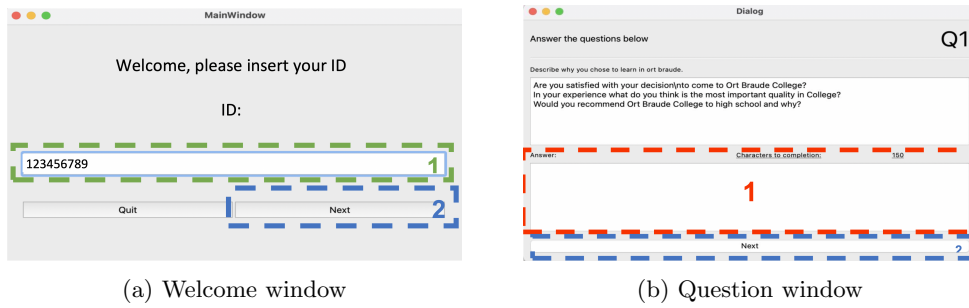 MainWindow
Welcome, please insert your ID
ID:
123456789
1
Quit
Next
2
(a) Welcome window
Dialog
Answer the questions below
Q1
Describe why you chose to learn in ort braude.
Are you satisfied with your decision\nto come to Ort Braude College?
In your experience what do you think is the most important quality in College?
Would you recommend Ort Braude College to high school and why?
Answer:
Characters to completion:
150
1
Next
2
(b) Question window